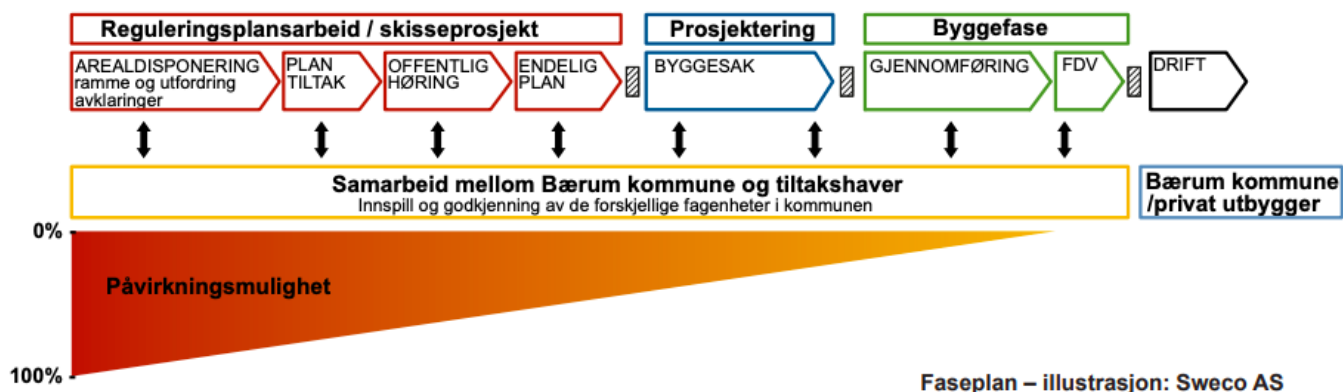 Reguleringsplansarbeid / skisseprosjekt
Prosjektering
Byggefase
AREALDISPONERING
ramme og utfordring
avklaringer
PLAN
TILTAK
OFFENTLIG
HØRING
ENDELIG
PLAN
BYGGESAK
GJENNOMFØRING
FDV
DRIFT
Samarbeid mellom Bærum kommune og tiltakshaver
Innspill og godkjenning av de forskjellige fagenheter i kommunen
Bærum kommune
/privat utbygger
0%
Påvirkningsmulighet
100%
Faseplan – illustrasjon: Sweco AS